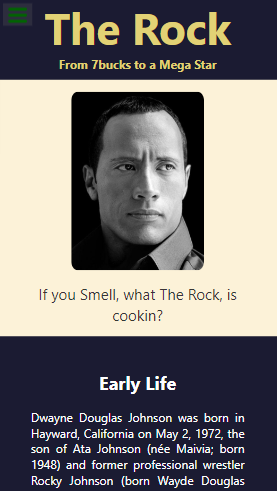 The Rock
From 7bucks to a Mega Star
If you Smell, what The Rock, is
cookin?
Early Life
Dwayne Douglas Johnson was born in
Hayward, California on May 2, 1972, the
son of Ata Johnson (née Maivia; born
1948) and former professional wrestler
Rocky Johnson (born Wayde Douglas